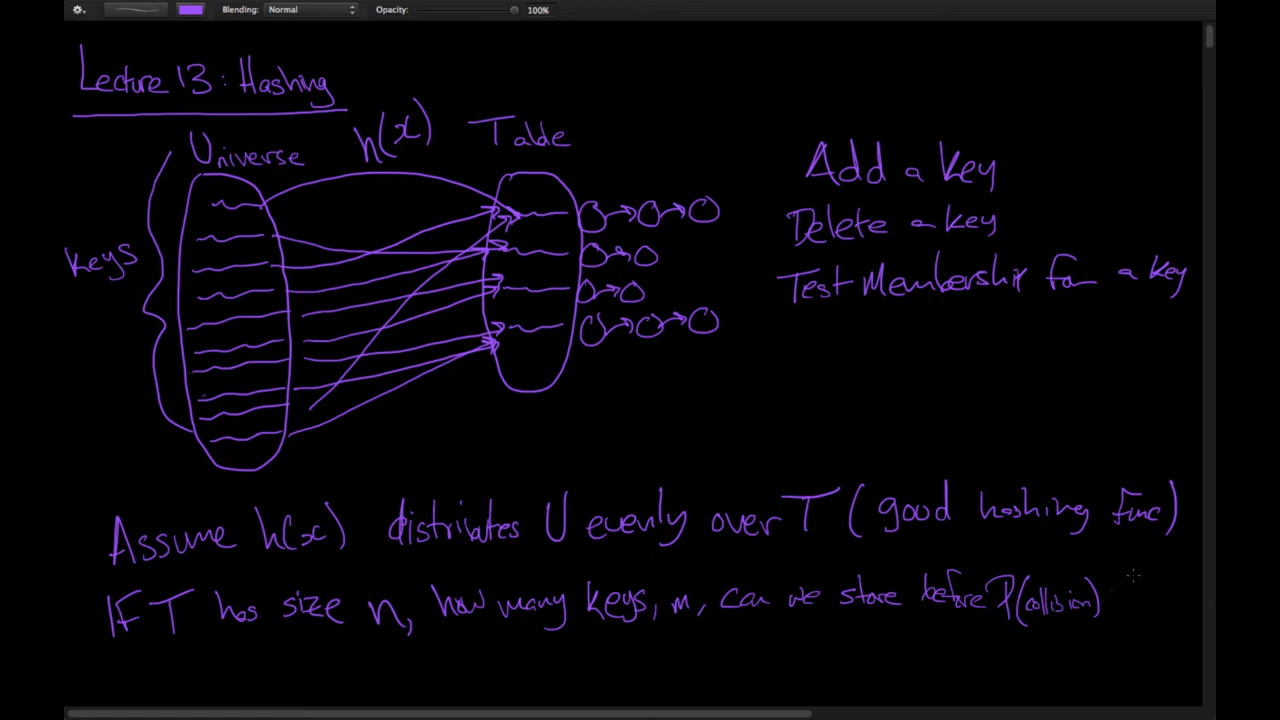 Blending: Normal Opacity: 100%
Lecture 13: Hashing
Universe h(x) Table
keys
Add a key
Delete a key
Test Membership for a key
Assume h(x) distributes U evenly over T (good hashing func)
IF T has size n, how many keys, m, can we store before P(collision)